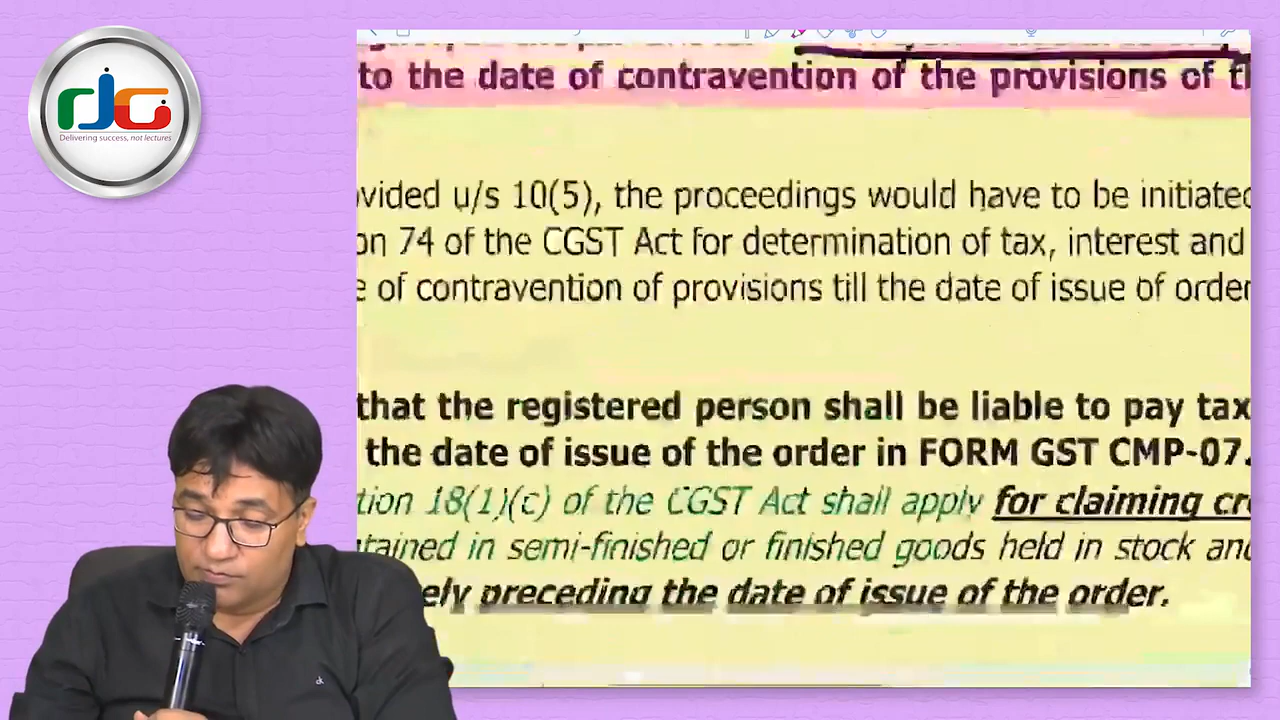 Delivering success, not lectures
to the date of contravention of the provisions of
vided u/s 10(5), the proceedings would have to be initiated
on 74 of the CGST Act for determination of tax, interest and
e of contravention of provisions till the date of issue of order
that the registered person shall be liable to pay tax
the date of issue of the order in FORM GST CMP-07.
tion 18(1)(c) of the CGST Act shall apply for claiming cr
tained in semi-finished or finished goods held in stock and
ely preceding the date of issue of the order.